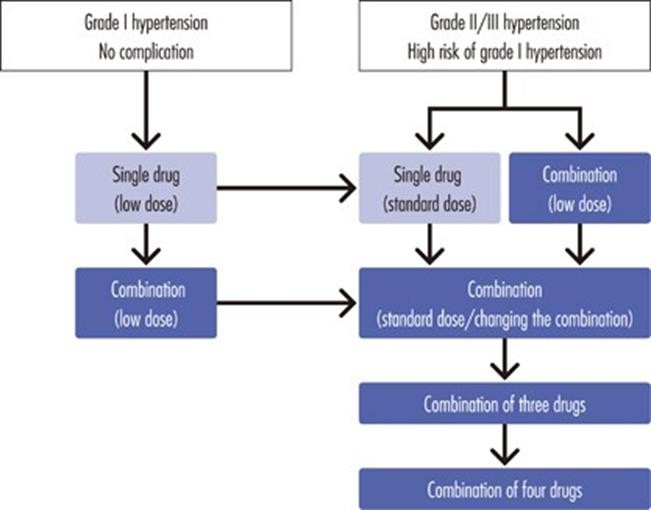 Grade I hypertension
No complication
Grade II/III hypertension
High risk of grade I hypertension
Single drug
(low dose)
Single drug
(standard dose)
Combination
(low dose)
Combination
(low dose)
Combination
(standard dose/changing the combination)
Combination of three drugs
Combination of four drugs